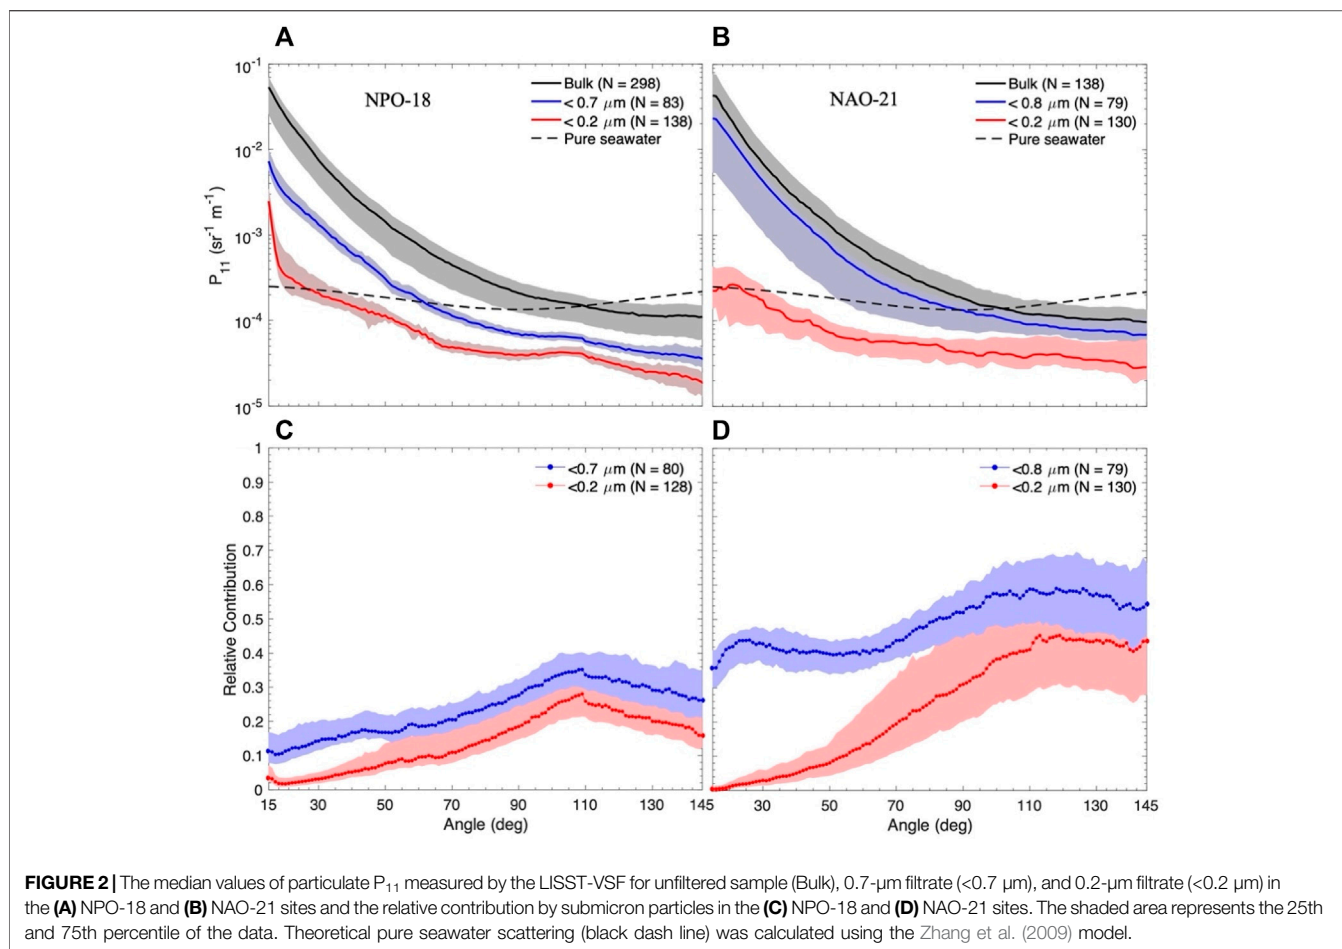 A
B
NPO-18
Bulk (N = 298)
< 0.7 μm (N = 83)
< 0.2 μm (N = 138)
Pure seawater
NAO-21
Bulk (N = 138)
< 0.8 μm (N = 79)
< 0.2 μm (N = 130)
Pure seawater
10⁻¹
10⁻²
10⁻³
10⁻⁴
10⁻⁵
P₁₁ (sr⁻¹ m⁻¹)
C
D
<0.7 μm (N = 80)
<0.2 μm (N = 128)
<0.8 μm (N = 79)
<0.2 μm (N = 130)
1
0.9
0.8
0.7
0.6
0.5
0.4
0.3
0.2
0.1
0
Relative Contribution
15 30 50 70 90 110 130 145
30 50 70 90 110 130 145
Angle (deg)
Angle (deg)
FIGURE 2 | The median values of particulate P₁₁ measured by the LISST-VSF for unfiltered sample (Bulk), 0.7-μm filtrate (<0.7 μm), and 0.2-μm filtrate (<0.2 μm) in
the (A) NPO-18 and (B) NAO-21 sites and the relative contribution by submicron particles in the (C) NPO-18 and (D) NAO-21 sites. The shaded area represents the 25th
and 75th percentile of the data. Theoretical pure seawater scattering (black dash line) was calculated using the Zhang et al. (2009) model.